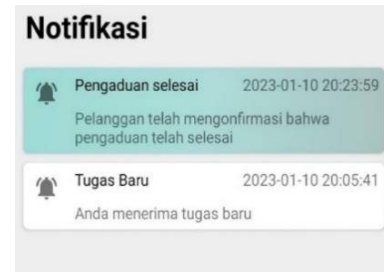 Notifikasi
Pengaduan selesai 2023-01-10 20:23:59
Pelanggan telah mengonfirmasi bahwa
pengaduan telah selesai
Tugas Baru 2023-01-10 20:05:41
Anda menerima tugas baru